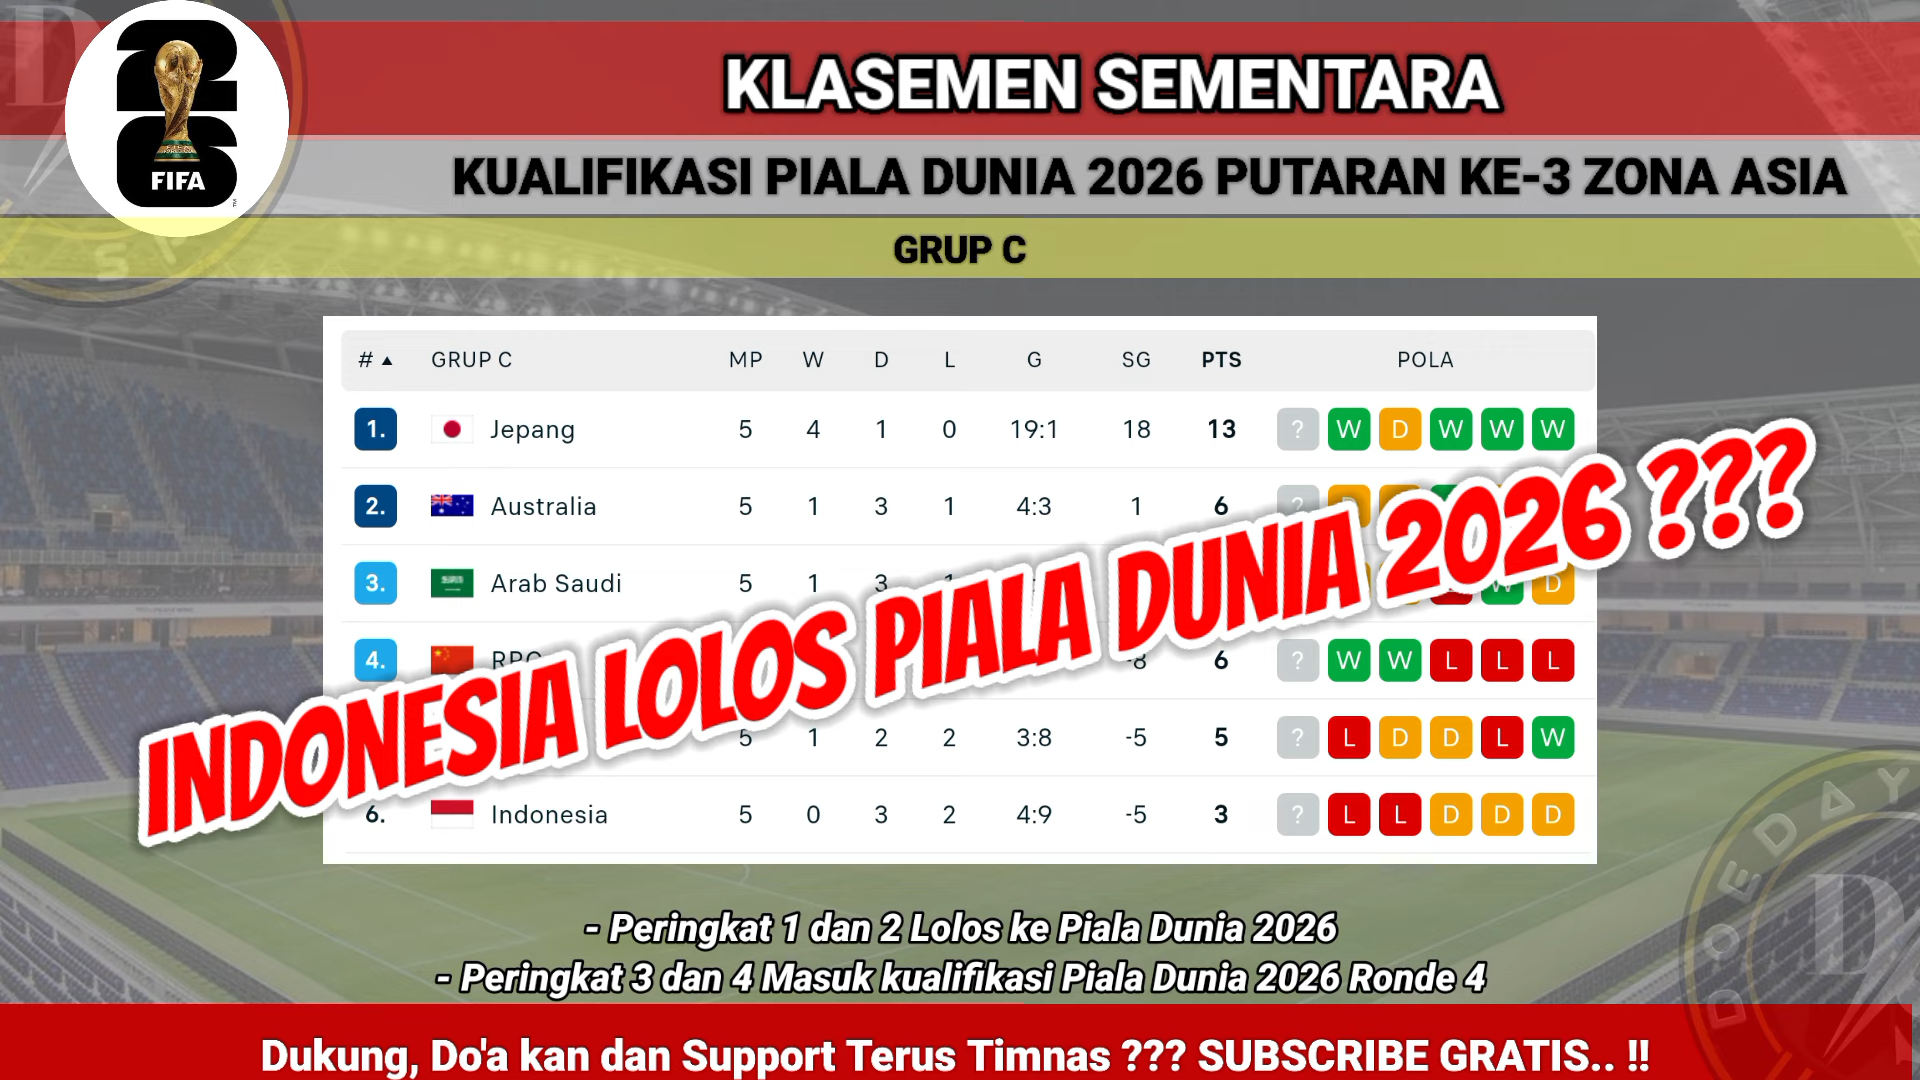 KLASEMEN SEMENTARA
KUALIFIKASI PIALA DUNIA 2026 PUTARAN KE-3 ZONA ASIA
FIFA
GRUP C
# ▲ GRUP C MP W D L G SG PTS POLA
1. Jepang 5 4 1 0 19:1 18 13 ? W D W W W
2. Australia 5 1 3 1 4:3 1 6 ?
3. Arab Saudi 5 1 3 W D
4. RPC -8 6 ? W W L L L
5 1 2 2 3:8 -5 5 ? L D D L W
6. Indonesia 5 0 3 2 4:9 -5 3 ? L L D D D
INDONESIA LOLOS PIALA DUNIA 2026 ???
- Peringkat 1 dan 2 Lolos ke Piala Dunia 2026
- Peringkat 3 dan 4 Masuk kualifikasi Piala Dunia 2026 Ronde 4
DOEDAY
Dukung, Do'a kan dan Support Terus Timnas ??? SUBSCRIBE GRATIS.. !!